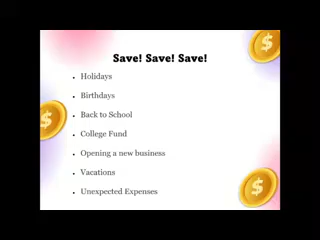 Save! Save! Save!
Holidays
Birthdays
Back to School
College Fund
Opening a new business
Vacations
Unexpected Expenses